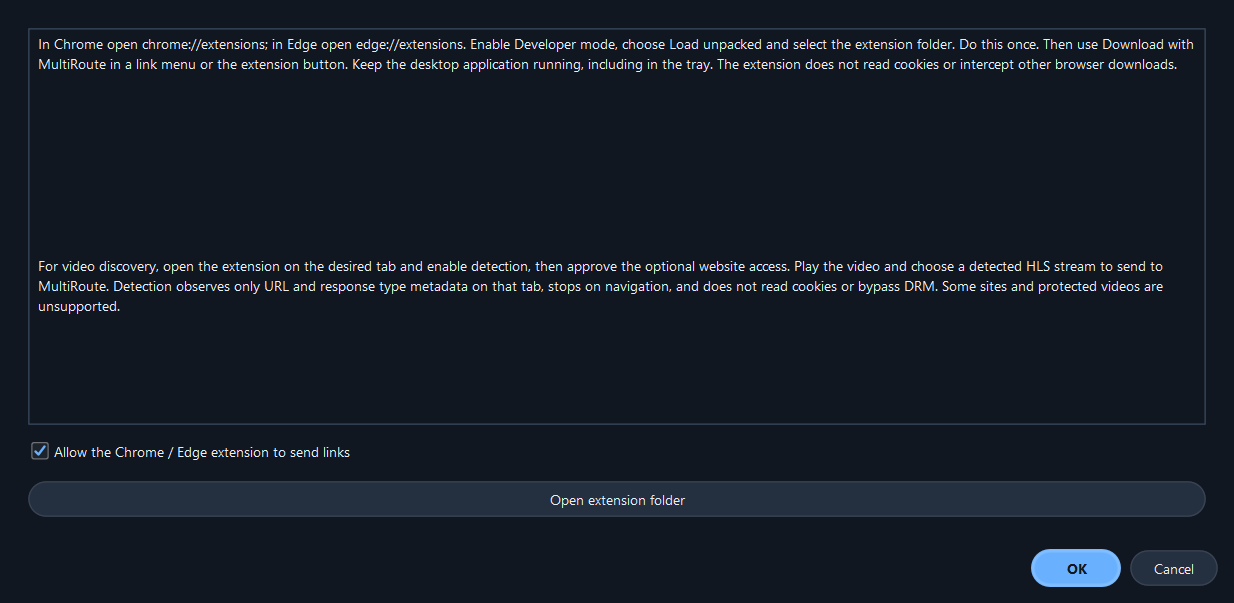 In Chrome open chrome://extensions; in Edge open edge://extensions. Enable Developer mode, choose Load unpacked and select the extension folder. Do this once. Then use Download with
MultiRoute in a link menu or the extension button. Keep the desktop application running, including in the tray. The extension does not read cookies or intercept other browser downloads.
For video discovery, open the extension on the desired tab and enable detection, then approve the optional website access. Play the video and choose a detected HLS stream to send to
MultiRoute. Detection observes only URL and response type metadata on that tab, stops on navigation, and does not read cookies or bypass DRM. Some sites and protected videos are
unsupported.
Allow the Chrome / Edge extension to send links
Open extension folder
OK
Cancel